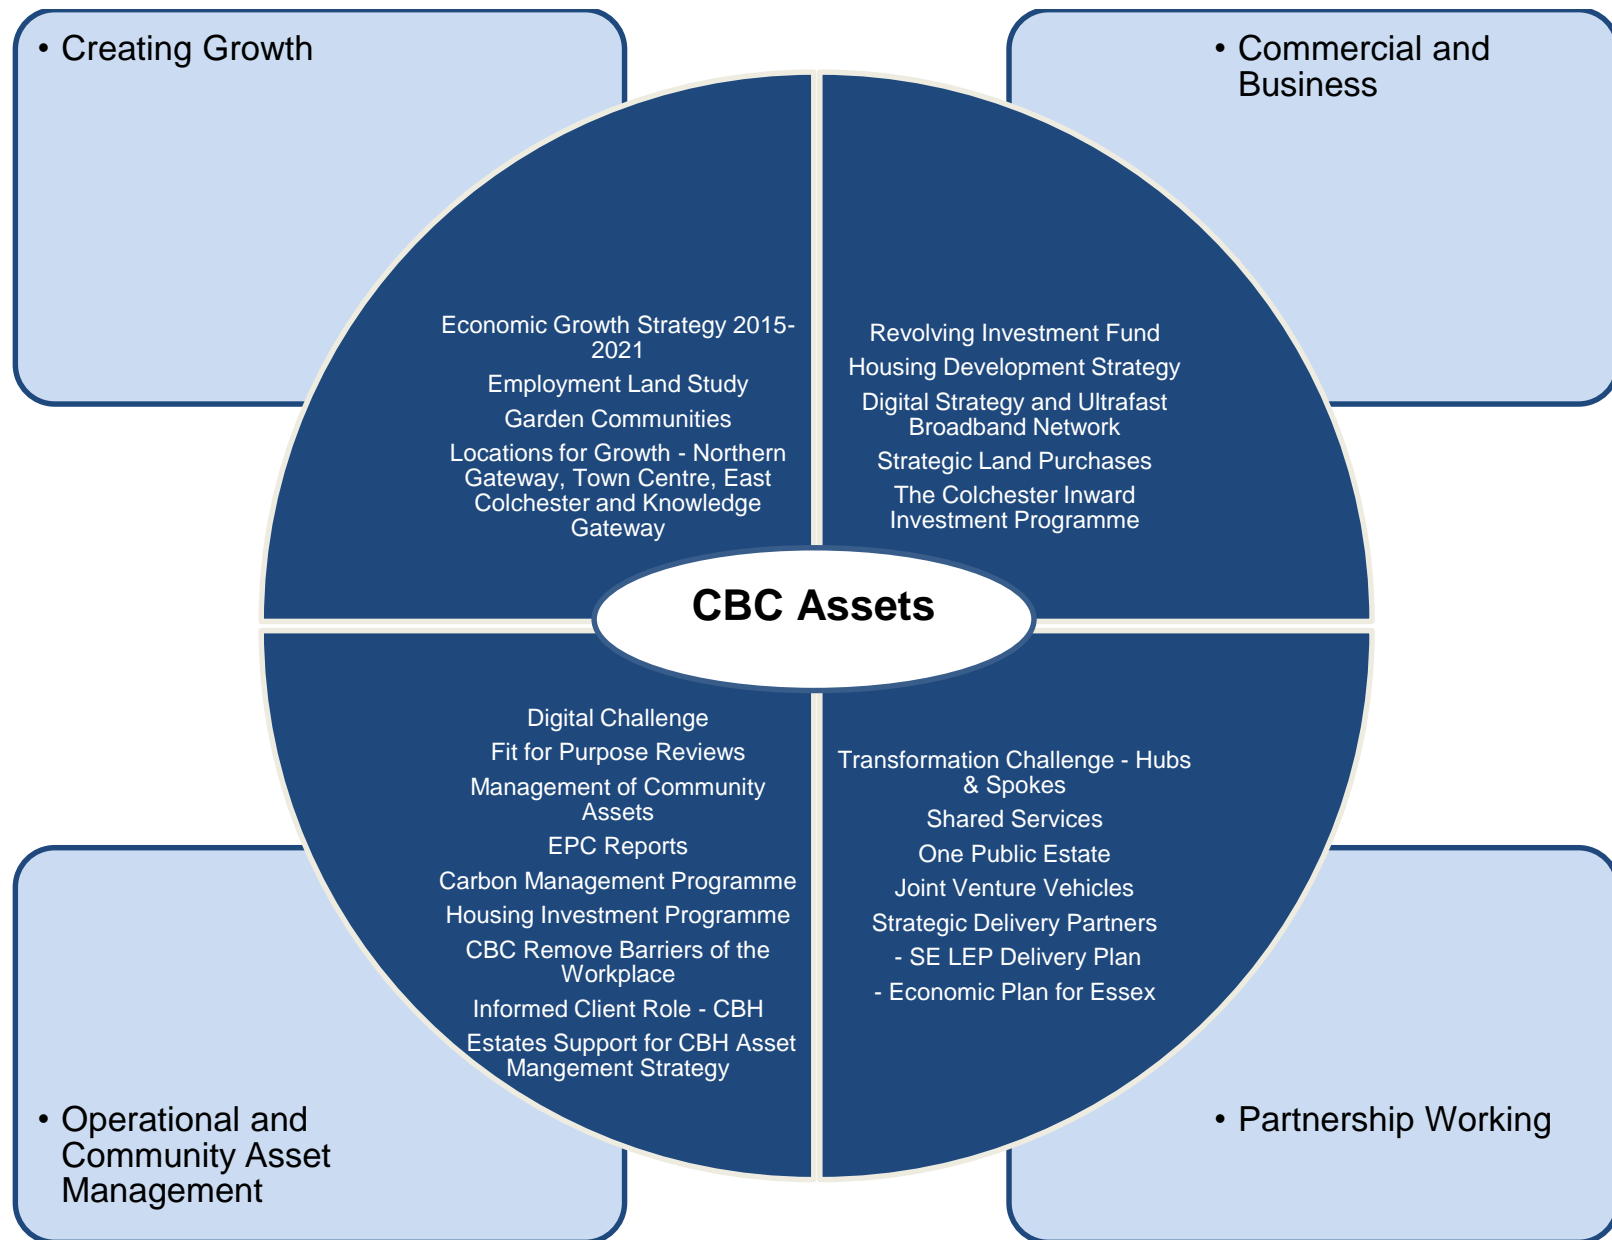 • Creating Growth
• Commercial and
Business
Economic Growth Strategy 2015-
2021
Employment Land Study
Garden Communities
Locations for Growth - Northern
Gateway, Town Centre, East
Colchester and Knowledge
Gateway
Revolving Investment Fund
Housing Development Strategy
Digital Strategy and Ultrafast
Broadband Network
Strategic Land Purchases
The Colchester Inward
Investment Programme
CBC Assets
Digital Challenge
Fit for Purpose Reviews
Management of Community
Assets
EPC Reports
Carbon Management Programme
Housing Investment Programme
CBC Remove Barriers of the
Workplace
Informed Client Role - CBH
Estates Support for CBH Asset
Mangement Strategy
Transformation Challenge - Hubs
& Spokes
Shared Services
One Public Estate
Joint Venture Vehicles
Strategic Delivery Partners
- SE LEP Delivery Plan
- Economic Plan for Essex
• Operational and
Community Asset
Management
• Partnership Working